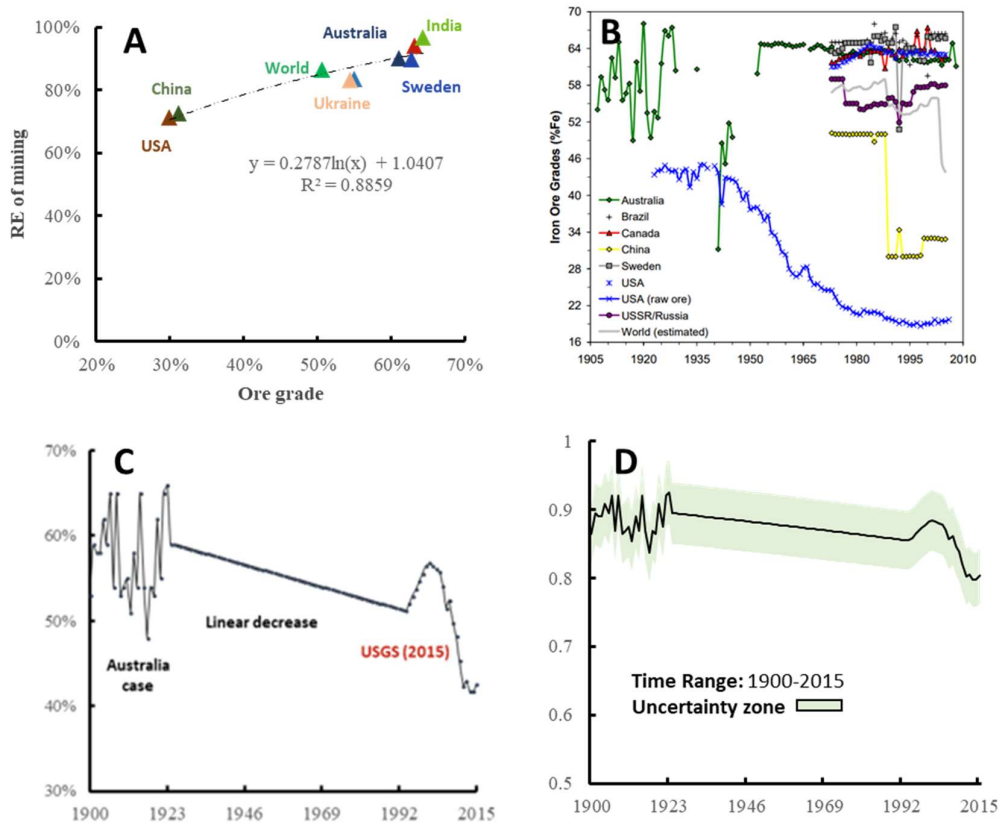 A
100%
80%
60%
40%
20%
0%
RE of mining
India
Australia
World
Sweden
Ukraine
China
USA
y = 0.2787ln(x) + 1.0407
R² = 0.8859
20%
30%
40%
50%
60%
70%
Ore grade
B
70
64
58
52
46
40
34
28
22
16
Iron Ore Grades (%Fe)
Australia
Brazil
Canada
China
Sweden
USA
USA (raw ore)
USSR/Russia
World (estimated)
1905
1920
1935
1950
1965
1980
1995
2010
C
70%
60%
50%
40%
30%
Linear decrease
USGS (2015)
Australia
case
1900
1923
1946
1969
1992
2015
D
1
0.9
0.8
0.7
0.6
0.5
Time Range: 1900-2015
Uncertainty zone
1900
1923
1946
1969
1992
2015